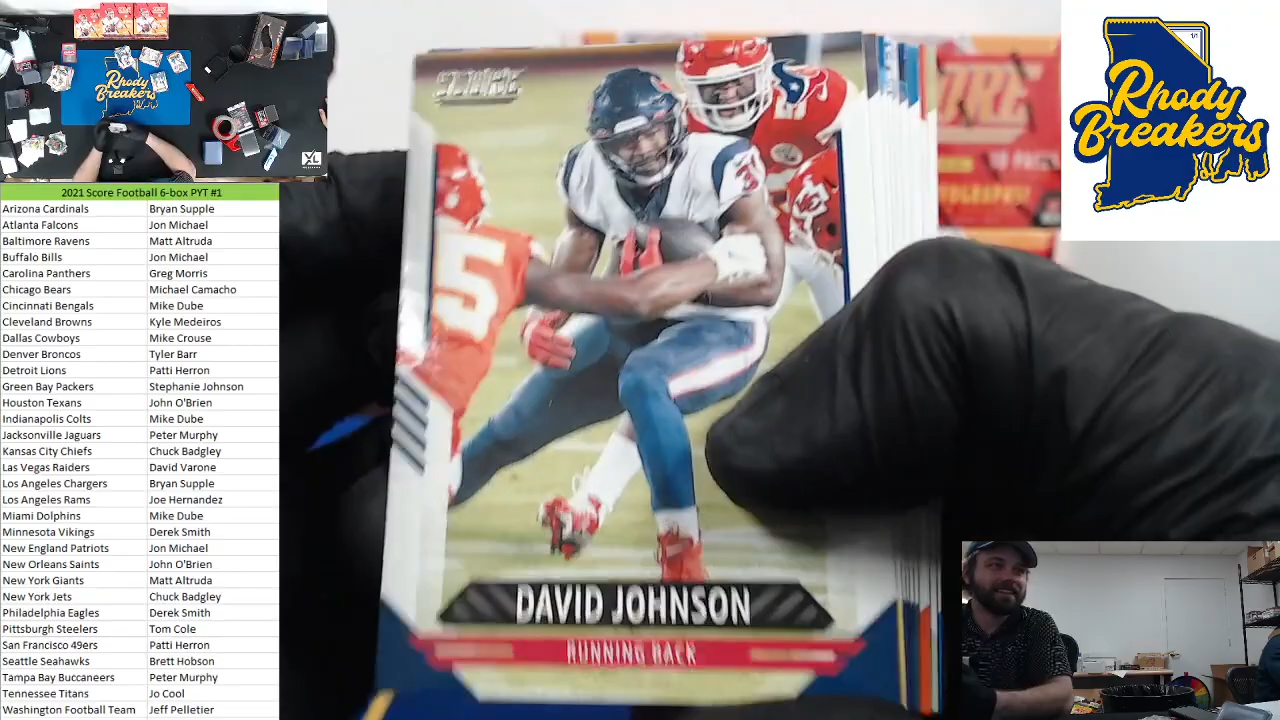 Rhody
Breakers
2021 Score Football 6-box PYT #1
Arizona Cardinals Bryan Supple
Atlanta Falcons Jon Michael
Baltimore Ravens Matt Altruda
Buffalo Bills Jon Michael
Carolina Panthers Greg Morris
Chicago Bears Michael Camacho
Cincinnati Bengals Mike Dube
Cleveland Browns Kyle Medeiros
Dallas Cowboys Mike Crouse
Denver Broncos Tyler Barr
Detroit Lions Patti Herron
Green Bay Packers Stephanie Johnson
Houston Texans John O'Brien
Indianapolis Colts Mike Dube
Jacksonville Jaguars Peter Murphy
Kansas City Chiefs Chuck Badgley
Las Vegas Raiders David Varone
Los Angeles Chargers Bryan Supple
Los Angeles Rams Joe Hernandez
Miami Dolphins Mike Dube
Minnesota Vikings Derek Smith
New England Patriots Jon Michael
New Orleans Saints John O'Brien
New York Giants Matt Altruda
New York Jets Chuck Badgley
Philadelphia Eagles Derek Smith
Pittsburgh Steelers Tom Cole
San Francisco 49ers Patti Herron
Seattle Seahawks Brett Hobson
Tampa Bay Buccaneers Peter Murphy
Tennessee Titans Jo Cool
Washington Football Team Jeff Pelletier
XL
SCORE
5
3
DAVID JOHNSON
RUNNING BACK
ORE
1/1
Rhody
Breakers